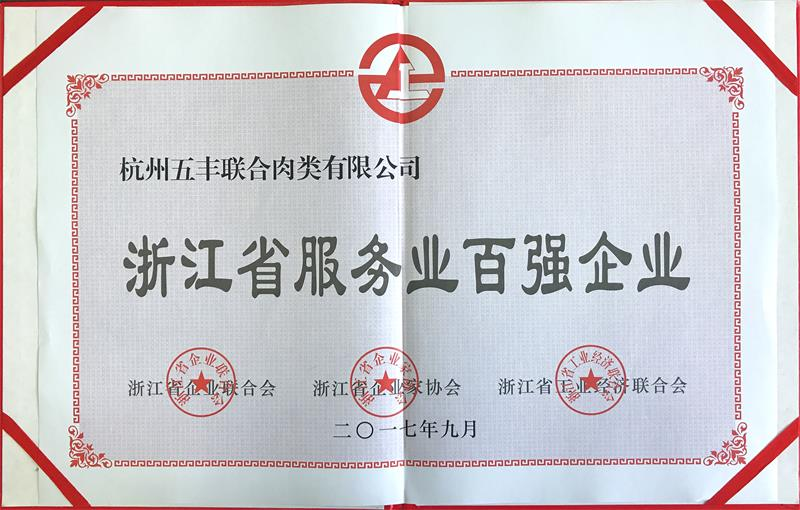 杭州五丰联合肉类有限公司
浙江省服务业百强企业
浙江省企业联合会 浙江省企业家协会 浙江省工业经济联合会
二〇一七年九月